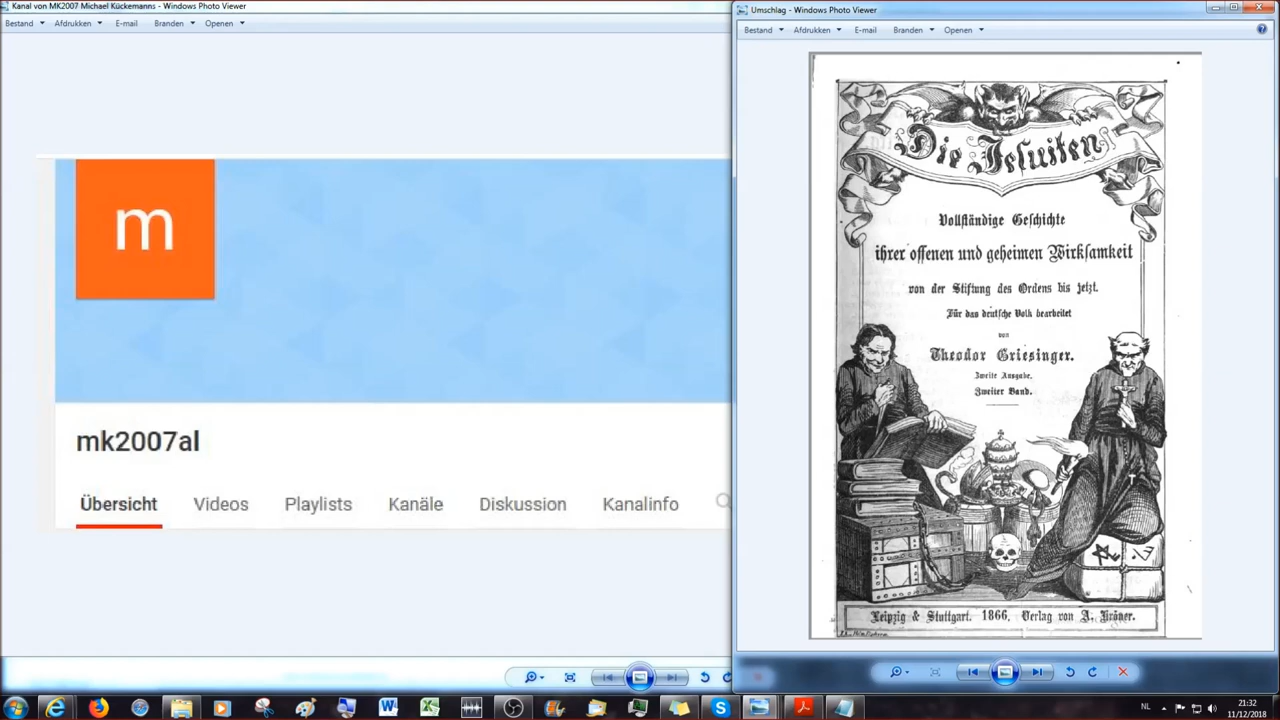 Kanal von MK2007 Michael Kückemanns - Windows Photo Viewer
Bestand Afdrukken E-mail Branden Openen
m
mk2007al
Übersicht Videos Playlists Kanäle Diskussion Kanalinfo
Umschlag - Windows Photo Viewer
Bestand Afdrukken E-mail Branden Openen
Die Jesuiten
Vollständige Geschichte
ihrer offenen und geheimen Wirksamkeit
von der Stiftung des Ordens bis jetzt.
Für das deutsche Volk bearbeitet
von
Theodor Griesinger.
Zweite Ausgabe.
Zweiter Band.
Leipzig & Stuttgart. 1866. Verlag von A. Kröner.
NL
21:32
11/12/2018